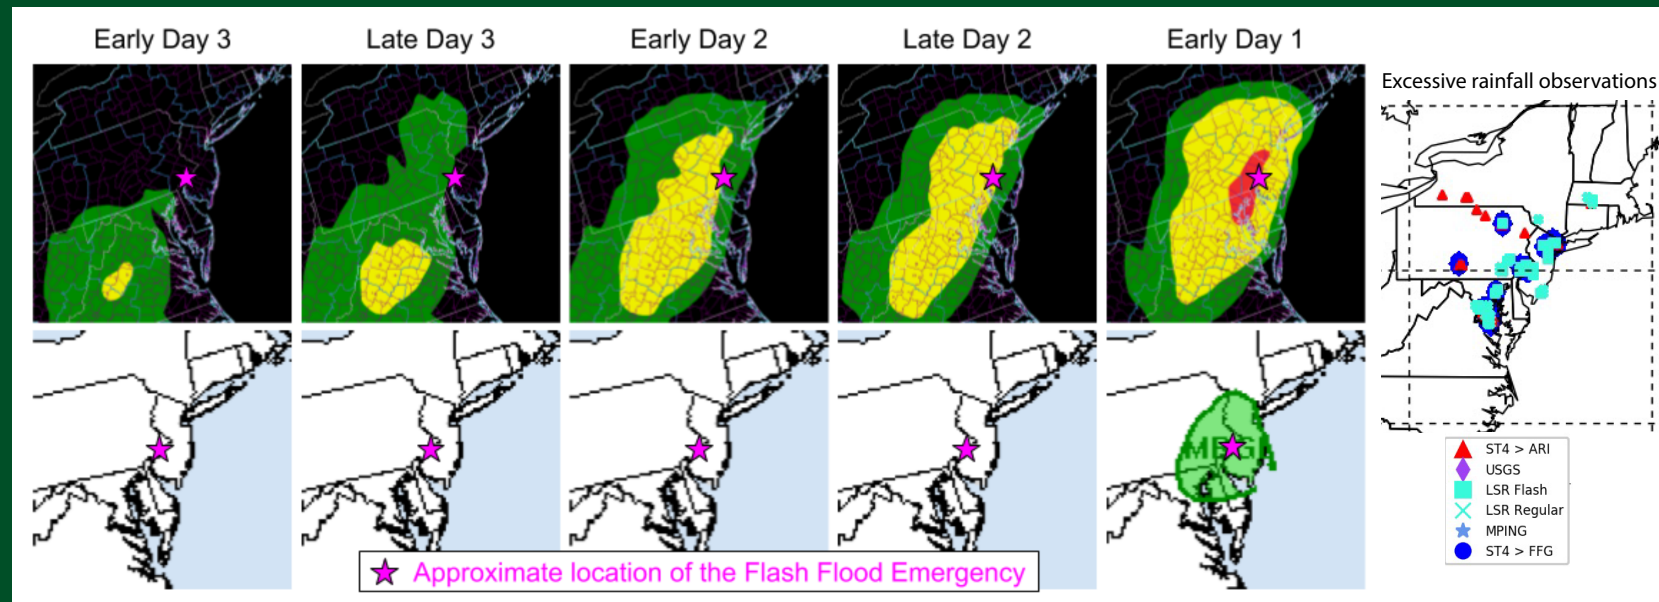 Early Day 3
Late Day 3
Early Day 2
Late Day 2
Early Day 1
Excessive rainfall observations
Approximate location of the Flash Flood Emergency
ST4 > ARI
USGS
LSR Flash
LSR Regular
MPING
ST4 > FFG